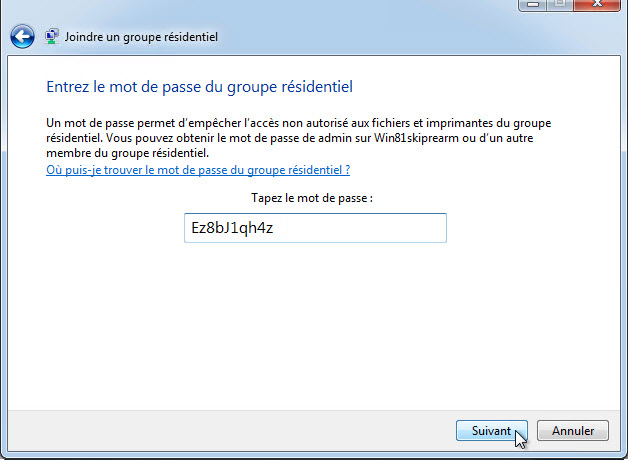 Joindre un groupe résidentiel
Entrez le mot de passe du groupe résidentiel
Un mot de passe permet d'empêcher l'accès non autorisé aux fichiers et imprimantes du groupe
résidentiel. Vous pouvez obtenir le mot de passe de admin sur Win81skiprearm ou d'un autre
membre du groupe résidentiel.
Où puis-je trouver le mot de passe du groupe résidentiel ?
Tapez le mot de passe :
Ez8bJ1qh4z
Suivant
Annuler